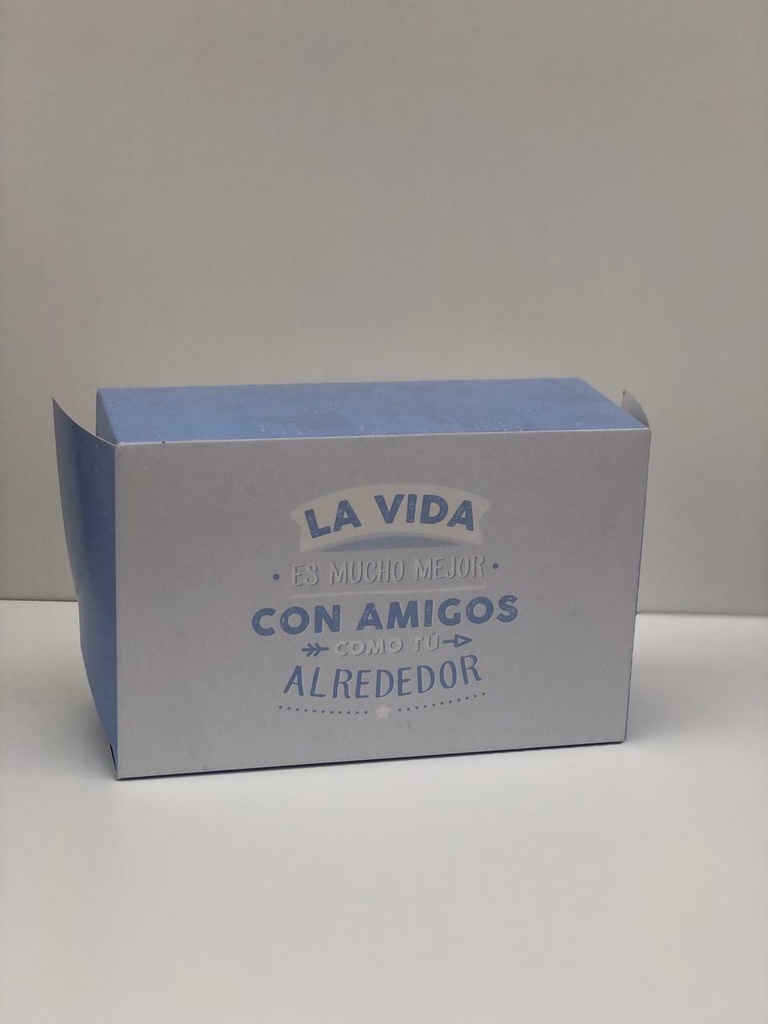 LA VIDA
ES MUCHO MEJOR
CON AMIGOS
COMO TÚ
ALREDEDOR